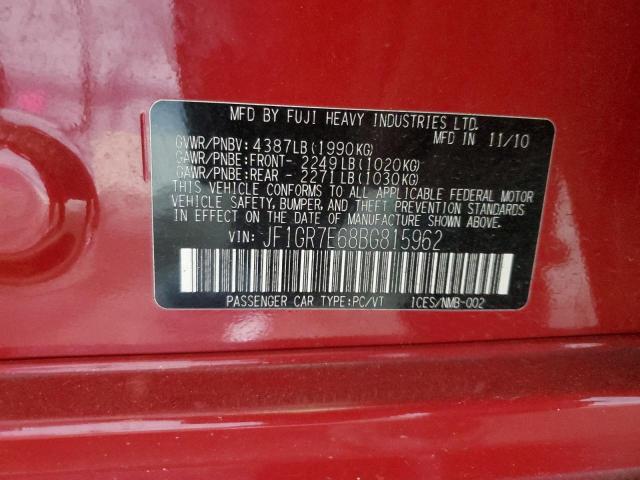 MFD BY FUJI HEAVY INDUSTRIES LTD.
MFD IN 11/10
GVWR/PNBV: 4387LB(1990KG)
GAWR/PNBE:FRONT- 2249LB(1020KG)
GAWR/PNBE:REAR - 2271LB(1030KG)
THIS VEHICLE CONFORMS TO ALL APPLICABLE FEDERAL MOTOR
VEHICLE SAFETY, BUMPER, AND THEFT PREVENTION STANDARDS
IN EFFECT ON THE DATE OF MANUFACTURE SHOWN ABOVE.
VIN: JF1GR7E68BG815962
PASSENGER CAR TYPE:PC/VT 1CES/NMB-002